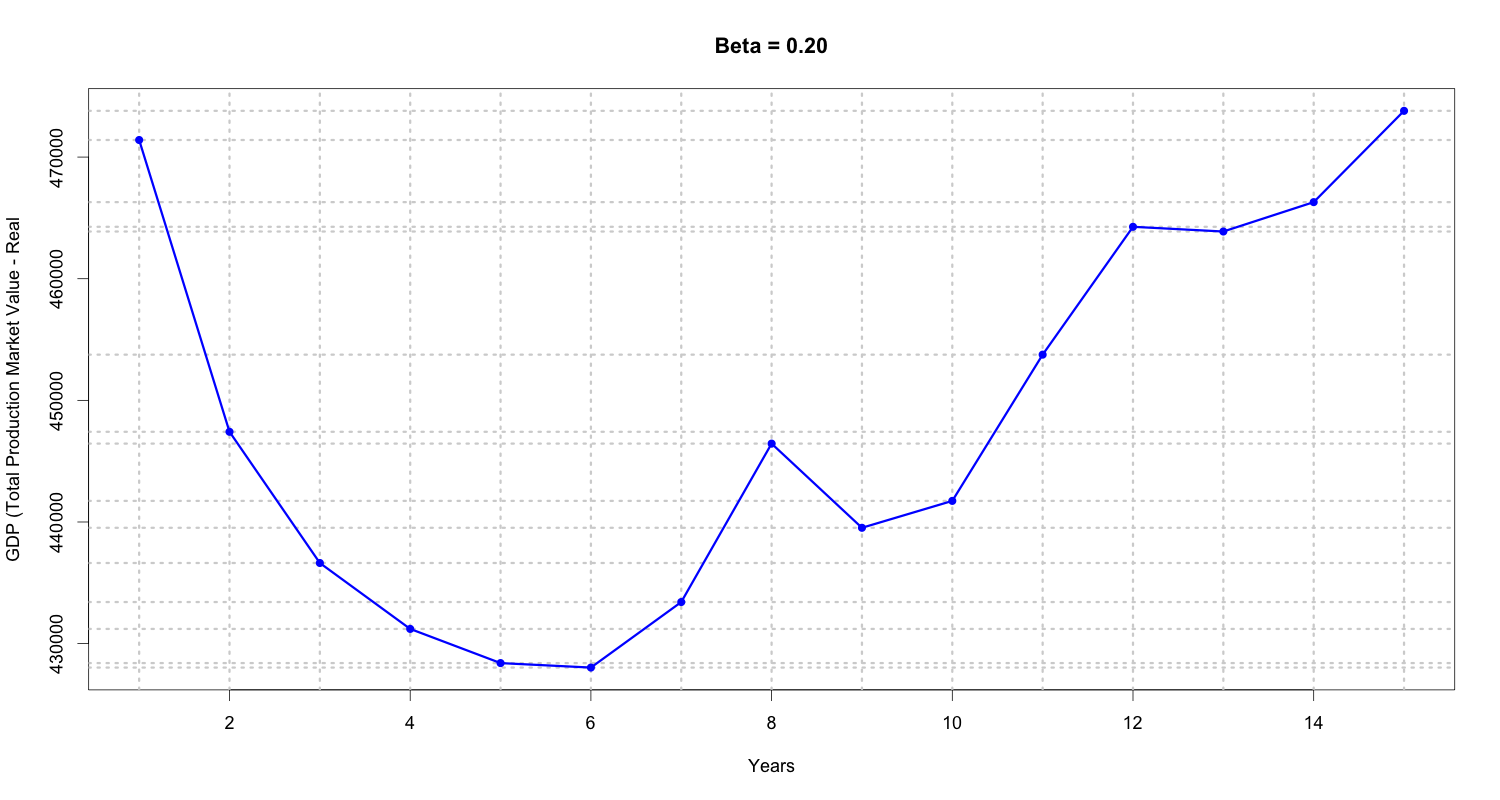 Beta = 0.20
GDP (Total Production Market Value - Real
470000
460000
450000
440000
430000
2 4 6 8 10 12 14
Years